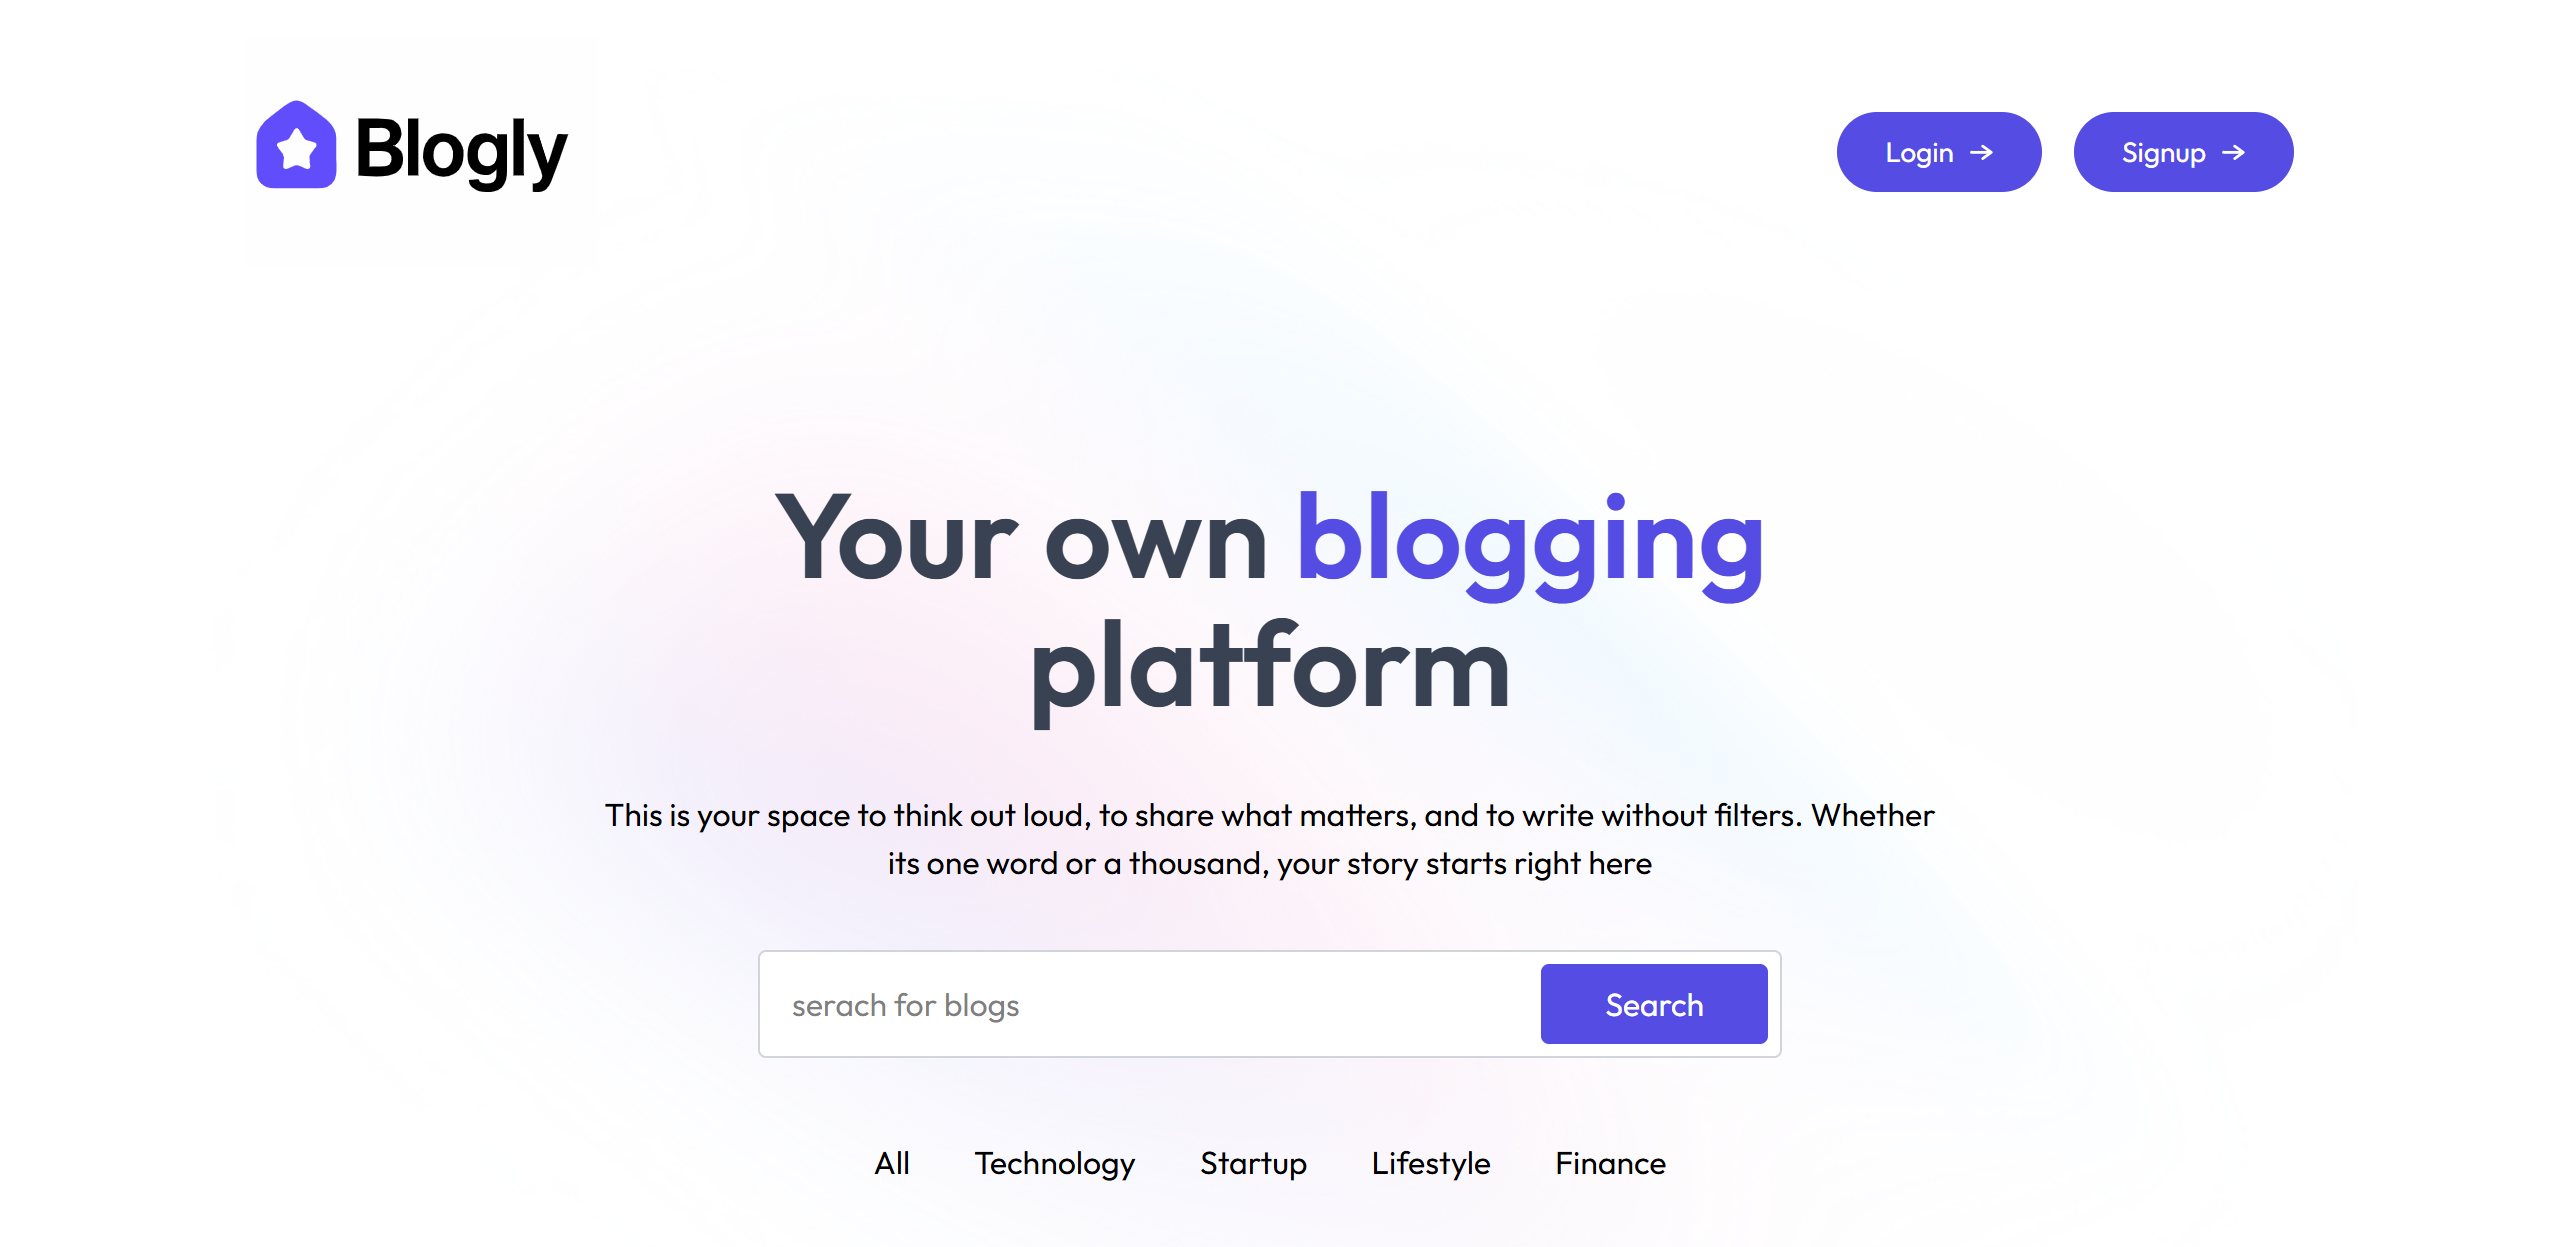 Blogly
Login →
Signup →
Your own blogging
platform
This is your space to think out loud, to share what matters, and to write without filters. Whether
its one word or a thousand, your story starts right here
serach for blogs
Search
All
Technology
Startup
Lifestyle
Finance